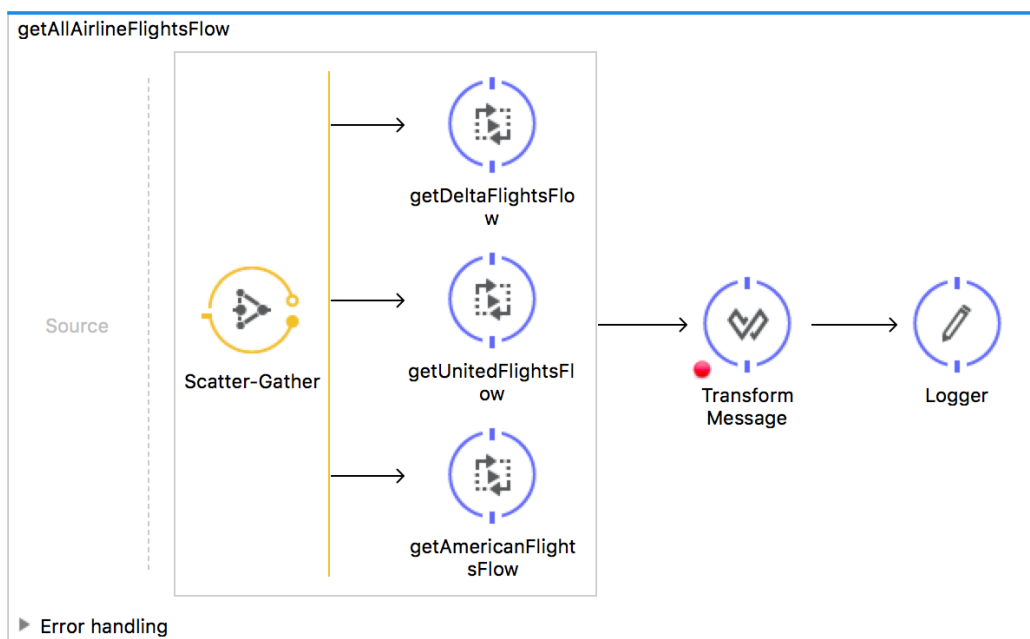 getAllAirlineFlightsFlow
getDeltaFlightsFlo
w
Source
Scatter-Gather
getUnitedFlightsFl
ow
Transform
Message
Logger
getAmericanFlight
sFlow
Error handling